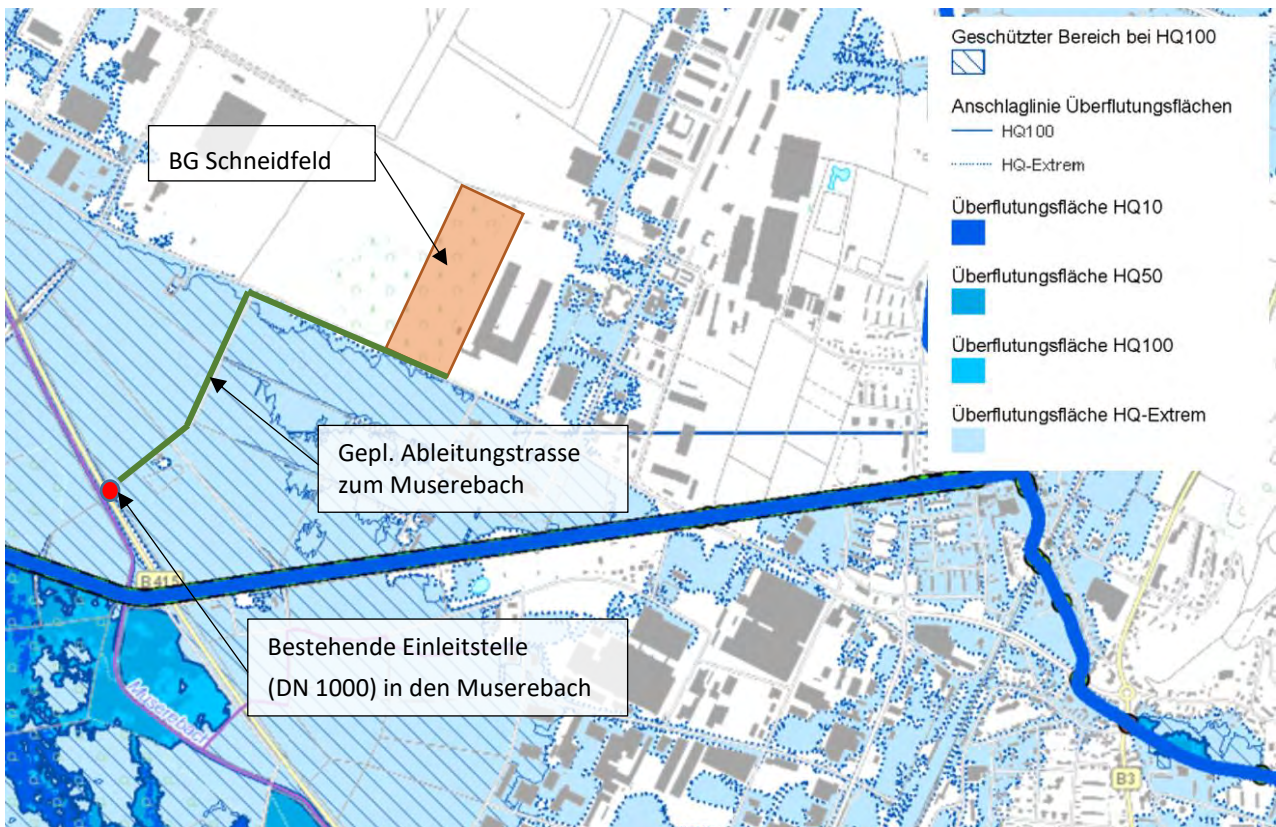 Geschützter Bereich bei HQ100
Anschlaglinie Überflutungsflächen
HQ100
HQ-Extrem
Überflutungsfläche HQ10
Überflutungsfläche HQ50
Überflutungsfläche HQ100
Überflutungsfläche HQ-Extrem
BG Schneidfeld
Gepl. Ableitungstrasse
zum Muserebach
B 415
Bestehende Einleitstelle
(DN 1000) in den Muserebach
Muserebach
B3